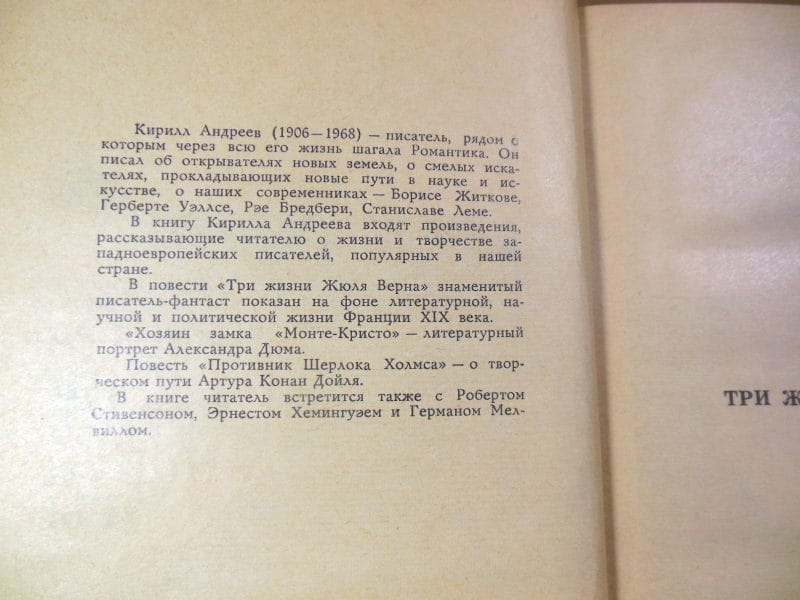 Кирилл Андреев (1906—1968) — писатель, рядом с
которым через всю его жизнь шагала Романтика. Он
писал об открывателях новых земель, о смелых иска-
телях, прокладывающих новые пути в науке и ис-
кусстве, о наших современниках — Борисе Житкове,
Герберте Уэллсе, Рэе Бредбери, Станиславе Леме.
В книгу Кирилла Андреева входят произведения,
рассказывающие читателю о жизни и творчестве за-
падноевропейских писателей, популярных в нашей
стране.
В повести «Три жизни Жюля Верна» знаменитый
писатель-фантаст показан на фоне литературной, на-
учной и политической жизни Франции XIX века.
«Хозяин замка «Монте-Кристо» — литературный
портрет Александра Дюма.
Повесть «Противник Шерлока Холмса» — о твор-
ческом пути Артура Конан Дойля.
В книге читатель встретится также с Робертом
Стивенсоном, Эрнестом Хемингуэем и Германом Мел-
виллом.
ТРИ Ж